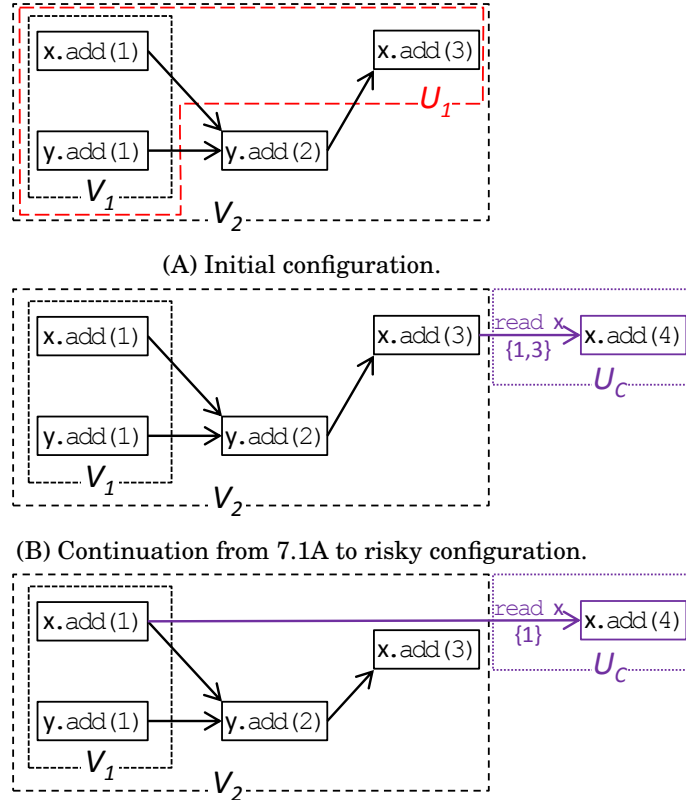 x.add(1) x.add(3)
U1
y.add(1) y.add(2)
V1
V2
(A) Initial configuration.
x.add(1) x.add(3) read x x.add(4)
{1,3}
UC
y.add(1) y.add(2)
V1
V2
(B) Continuation from 7.1A to risky configuration.
x.add(1) read x x.add(4)
{1}
x.add(3)
UC
y.add(1) y.add(2)
V1
V2